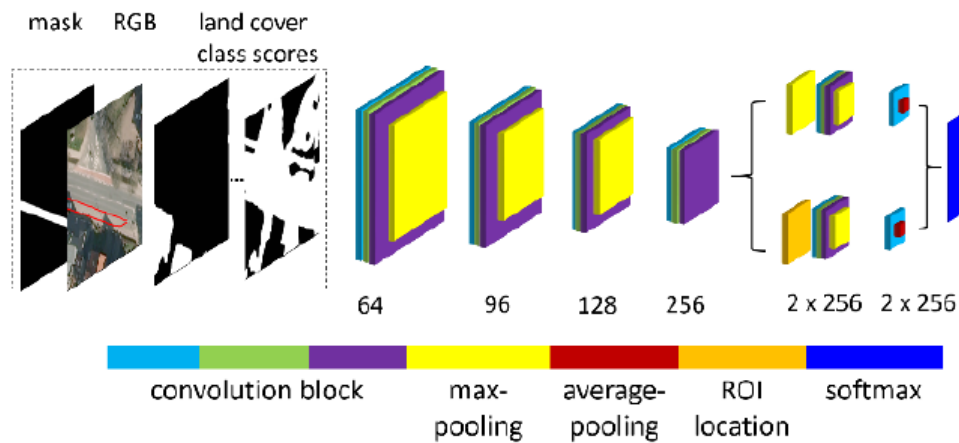 mask RGB land cover
class scores
64 96 128 256 2 x 256 2 x 256
convolution block max- average- ROI softmax
pooling pooling location